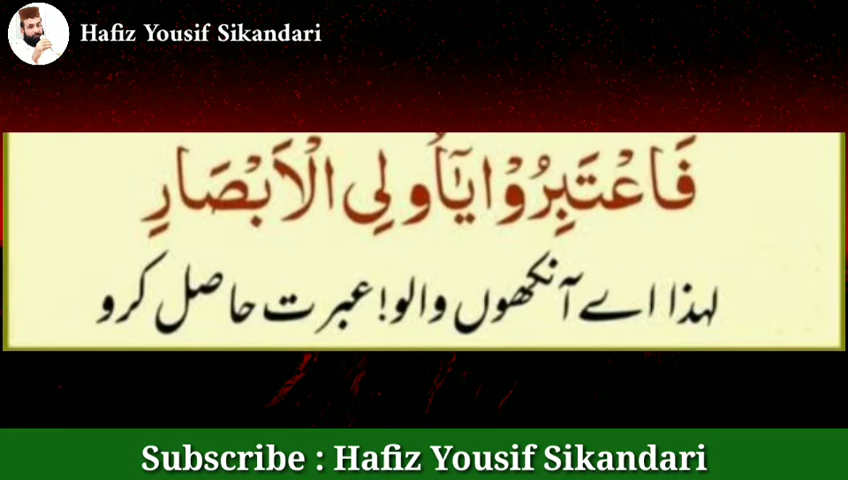 Hafiz Yousif Sikandari
فَاعْتَبِرُوْا يٰۤاُولِي الْاَبْصَارِ
لہذا اے آنکھوں والو! عبرت حاصل کرو
Subscribe : Hafiz Yousif Sikandari